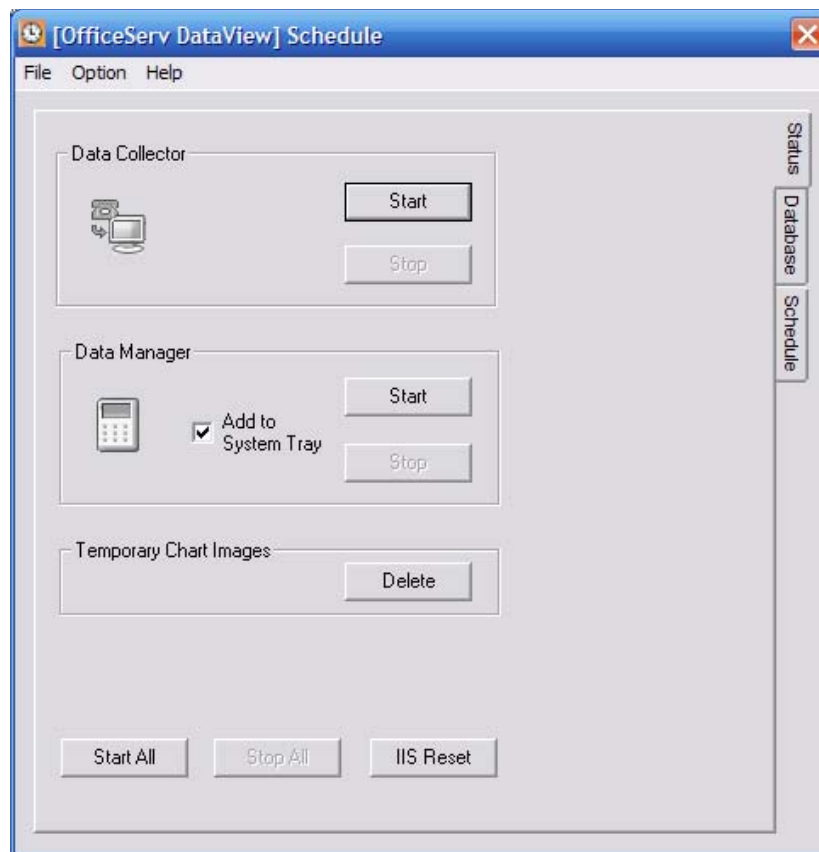 [OfficeServ DataView] Schedule
File Option Help
Data Collector
Start
Stop
Data Manager
Add to
System Tray
Start
Stop
Temporary Chart Images
Delete
Start All Stop All IIS Reset
Status
Database
Schedule